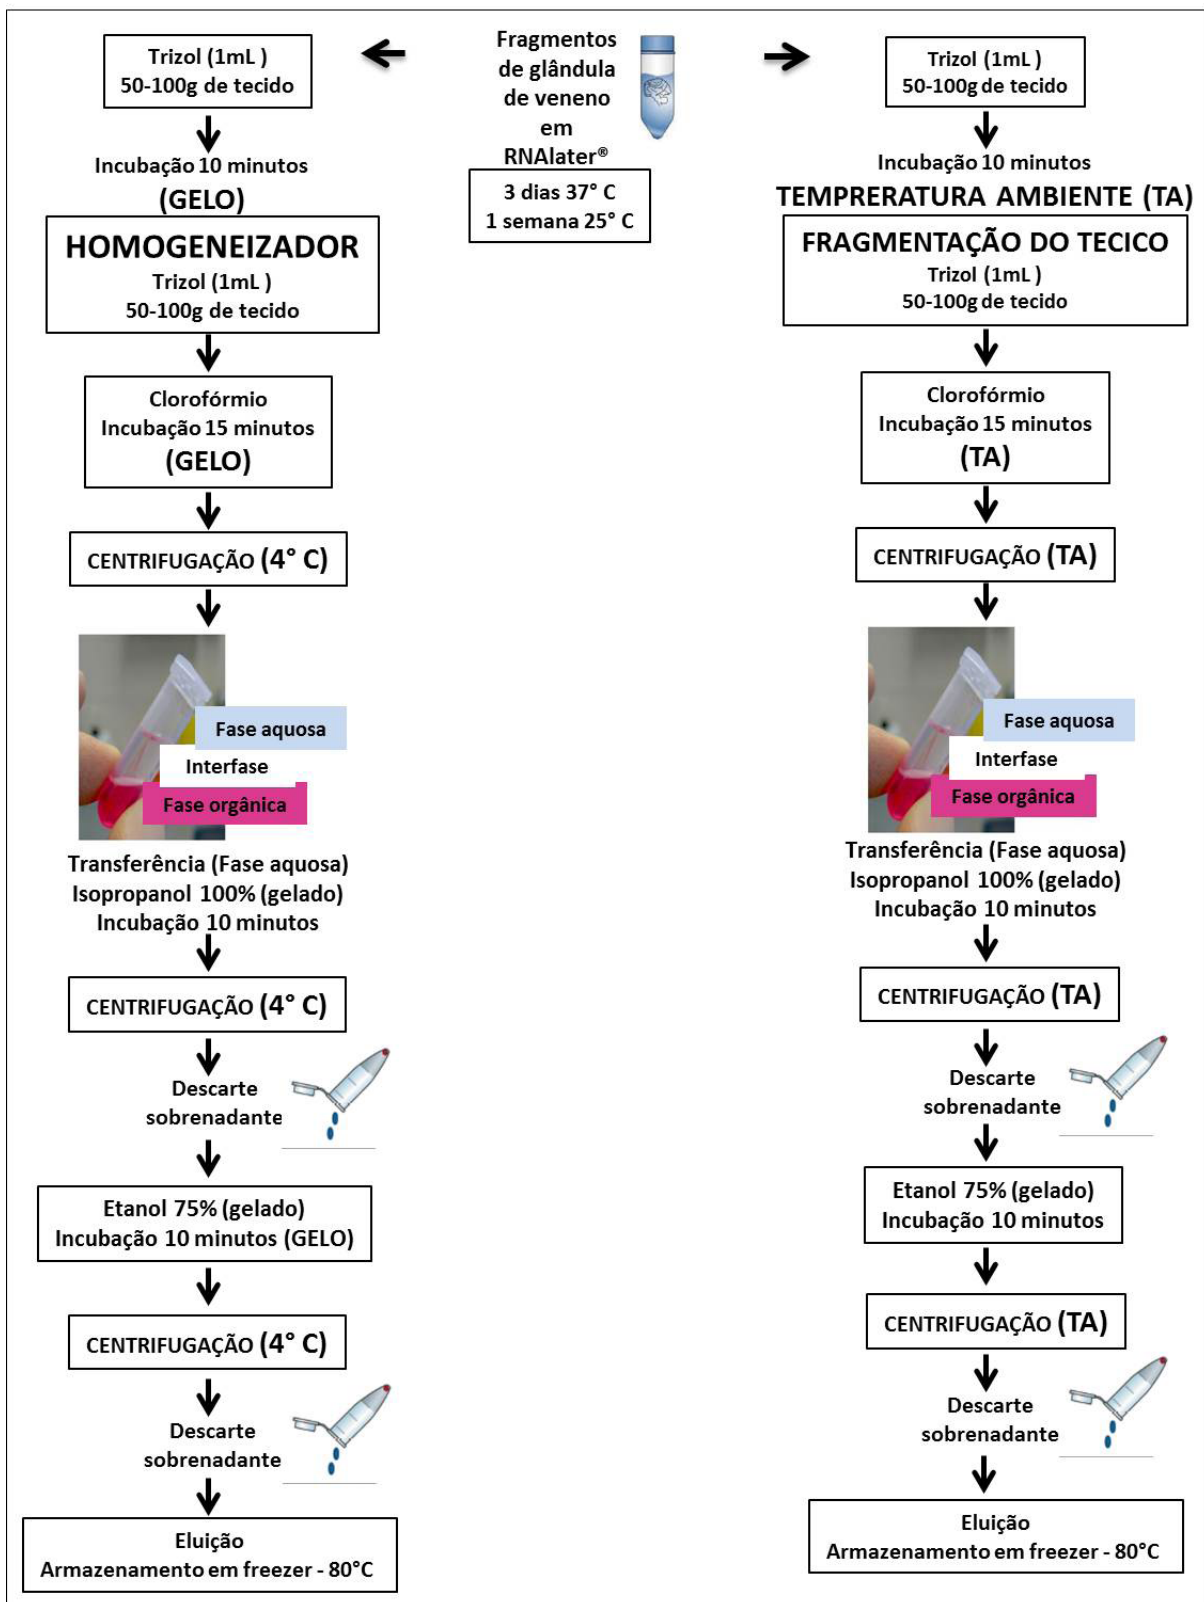 Fragmentos
de glândula
de veneno
em
RNAlater®
3 dias 37° C
1 semana 25° C
Trizol (1mL )
50-100g de tecido
Incubação 10 minutos
(GELO)
HOMOGENEIZADOR
Trizol (1mL )
50-100g de tecido
Clorofórmio
Incubação 15 minutos
(GELO)
CENTRIFUGAÇÃO (4° C)
Fase aquosa
Interfase
Fase orgânica
Transferência (Fase aquosa)
Isopropanol 100% (gelado)
Incubação 10 minutos
CENTRIFUGAÇÃO (4° C)
Descarte
sobrenadante
Etanol 75% (gelado)
Incubação 10 minutos (GELO)
CENTRIFUGAÇÃO (4° C)
Descarte
sobrenadante
Eluição
Armazenamento em freezer - 80°C
Trizol (1mL )
50-100g de tecido
Incubação 10 minutos
TEMPRERATURA AMBIENTE (TA)
FRAGMENTAÇÃO DO TECICO
Trizol (1mL )
50-100g de tecido
Clorofórmio
Incubação 15 minutos
(TA)
CENTRIFUGAÇÃO (TA)
Fase aquosa
Interfase
Fase orgânica
Transferência (Fase aquosa)
Isopropanol 100% (gelado)
Incubação 10 minutos
CENTRIFUGAÇÃO (TA)
Descarte
sobrenadante
Etanol 75% (gelado)
Incubação 10 minutos
CENTRIFUGAÇÃO (TA)
Descarte
sobrenadante
Eluição
Armazenamento em freezer - 80°C